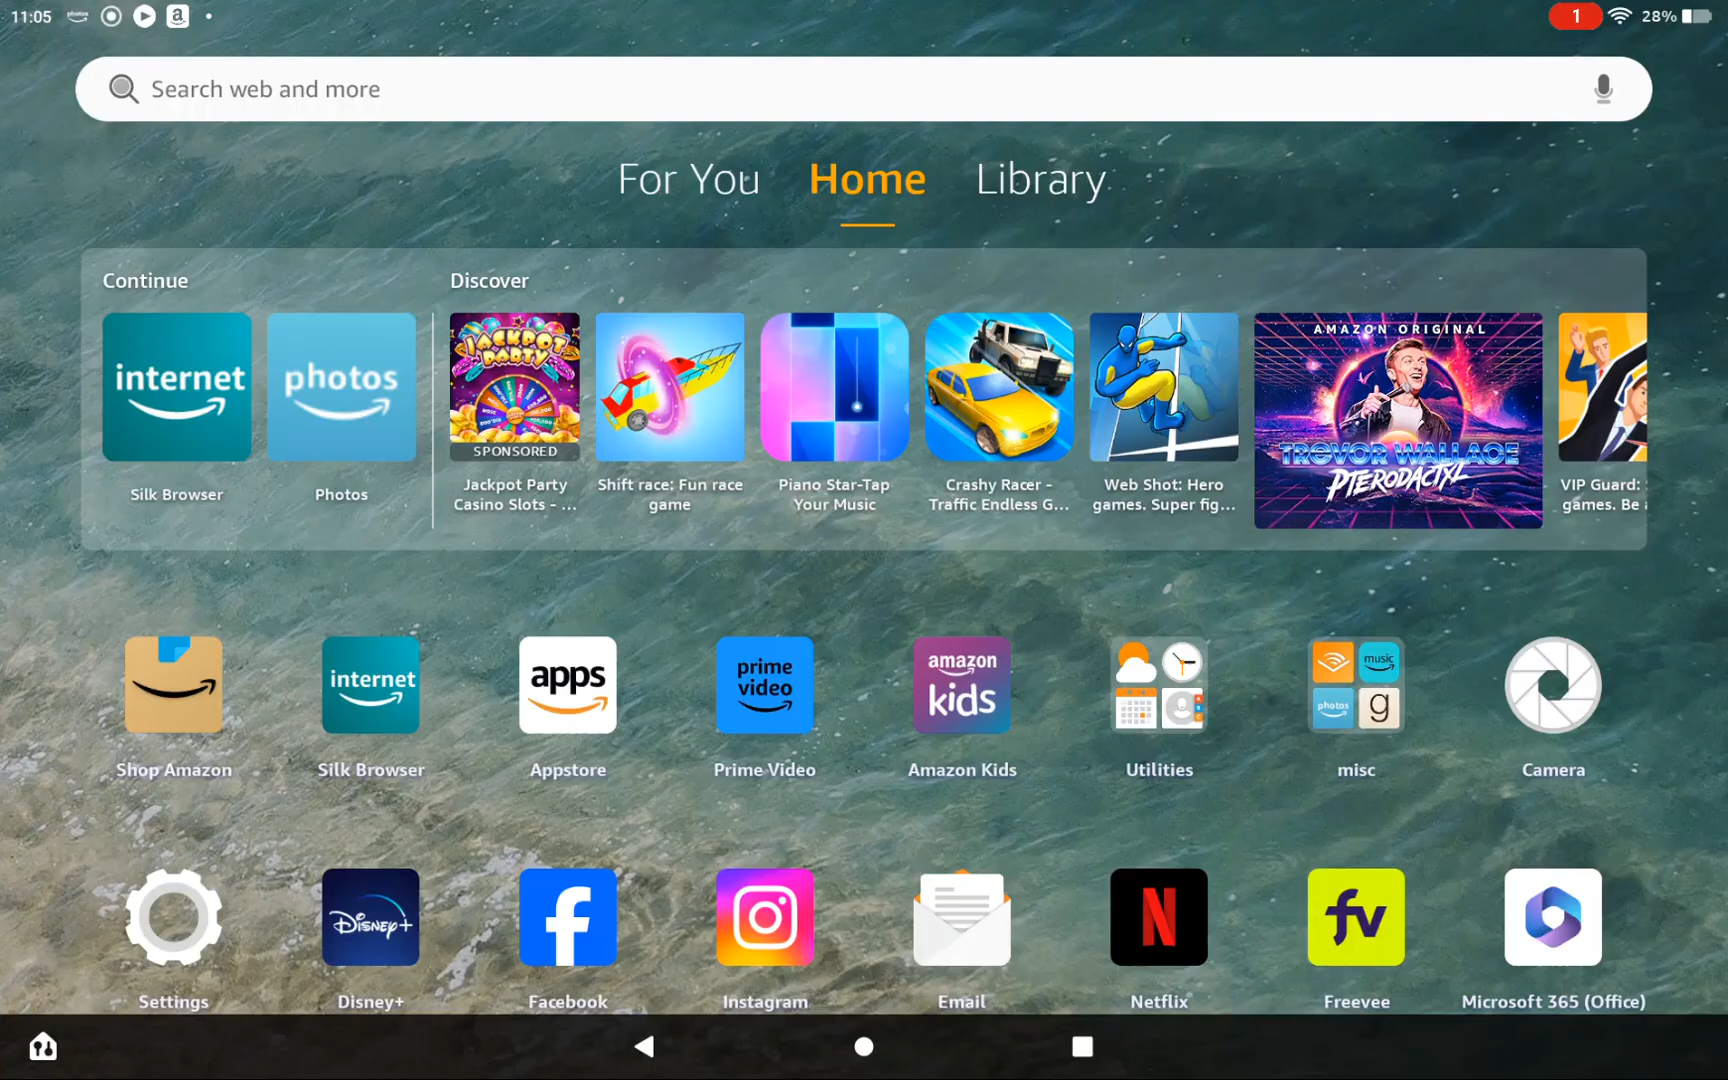 11:05
photos
a
1
28%
Search web and more
For You Home Library
Continue
Discover
internet
photos
JACKPOT
PARTY
SPONSORED
AMAZON ORIGINAL
TREVOR WALLACE
PTERODACTYL
Silk Browser
Photos
Jackpot Party
Casino Slots - ...
Shift race: Fun race
game
Piano Star-Tap
Your Music
Crashy Racer -
Traffic Endless G...
Web Shot: Hero
games. Super fig...
VIP Guard:
games. Be
internet
apps
prime
video
amazon
kids
music
photos
g
Shop Amazon
Silk Browser
Appstore
Prime Video
Amazon Kids
Utilities
misc
Camera
Disney+
f
N
fv
Settings
Disney+
Facebook
Instagram
Email
Netflix
Freevee
Microsoft 365 (Office)